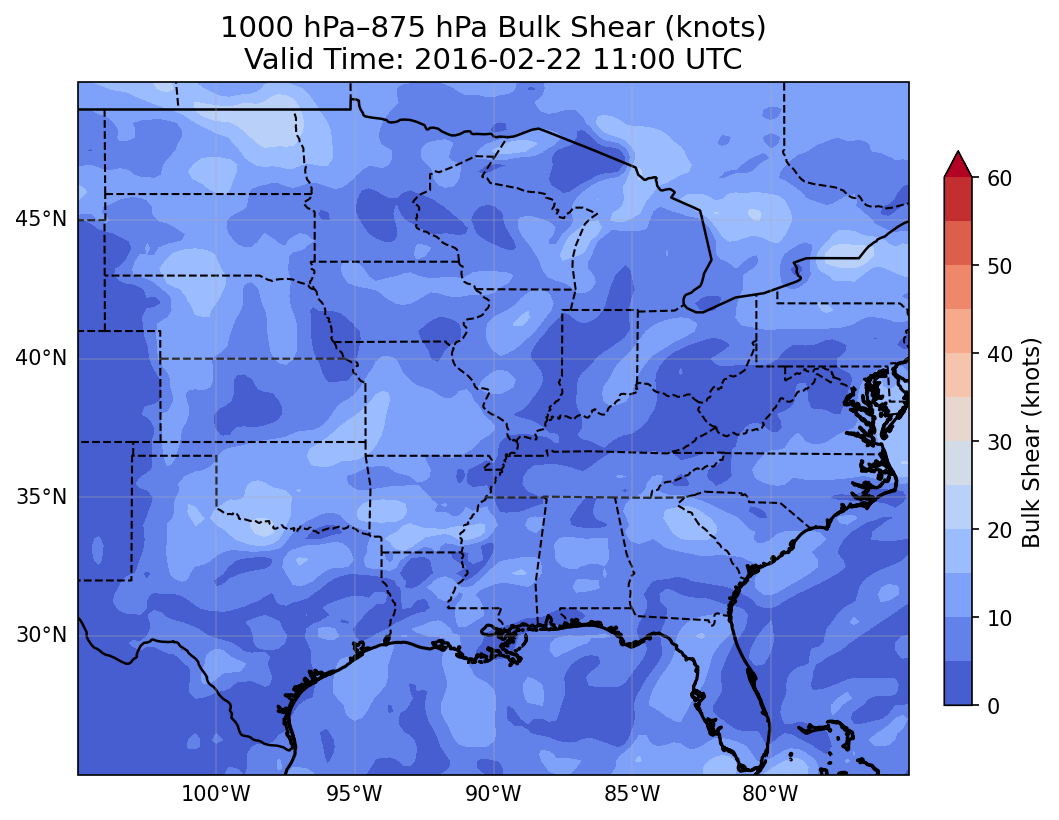 1000 hPa–875 hPa Bulk Shear (knots)
Valid Time: 2016-02-22 11:00 UTC
45°N
40°N
35°N
30°N
100°W
95°W
90°W
85°W
80°W
60
50
40
30
20
10
0
Bulk Shear (knots)